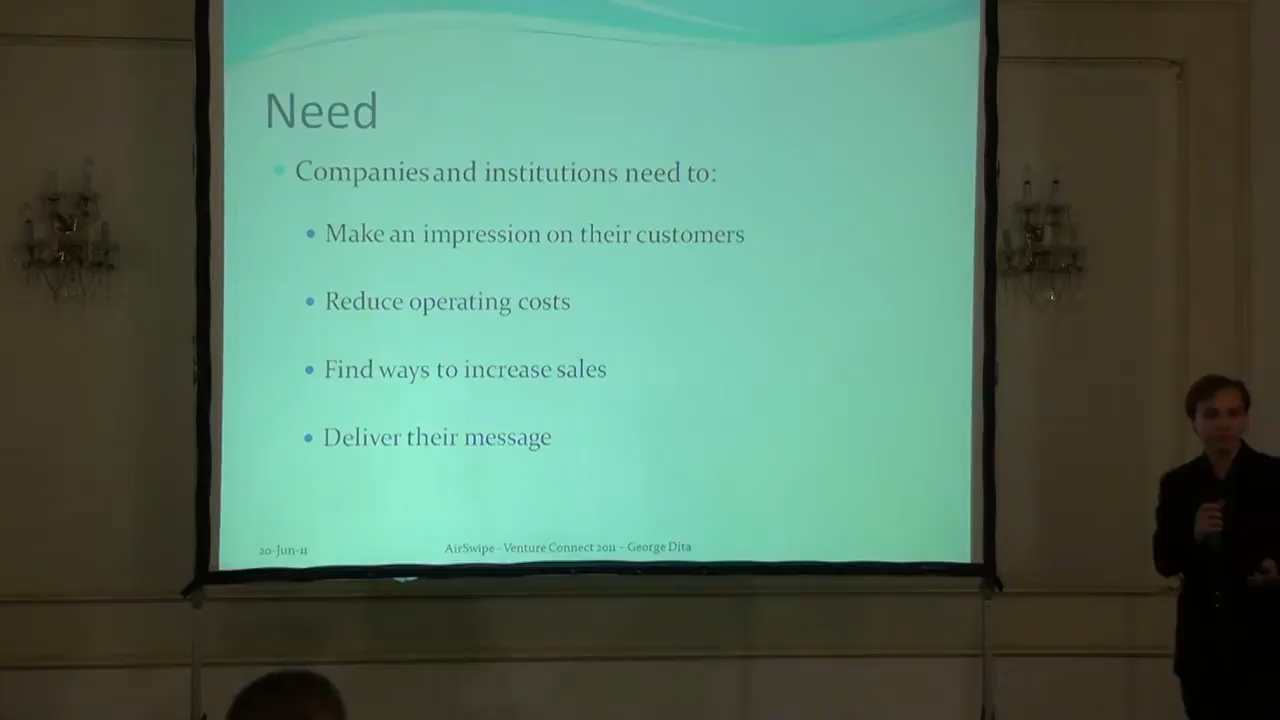 Need
Companies and institutions need to:
Make an impression on their customers
Reduce operating costs
Find ways to increase sales
Deliver their message
20-Jun-11
AirSwipe - Venture Connect 2011 - George Dita